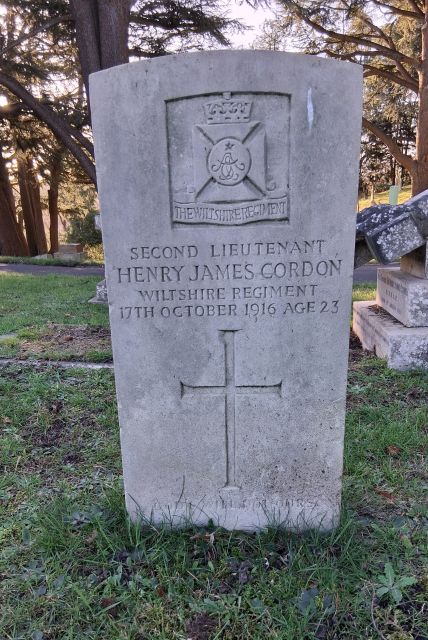 THE WILTSHIRE REGIMENT
SECOND LIEUTENANT
HENRY JAMES CORDON
WILTSHIRE REGIMENT
17TH OCTOBER 1916 AGE 23